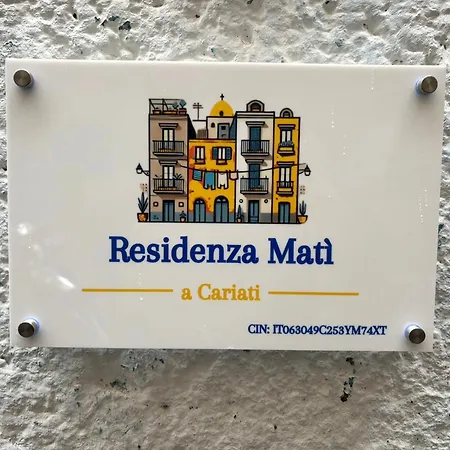 Residenza Matì
a Cariati
CIN: IT063049C253YM74XT